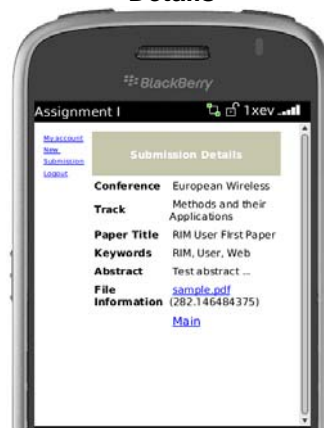 Details
BlackBerry
Assignment I 1xev
My account
New
Submission
Logout
Submission Details
Conference European Wireless
Track Methods and their
Applications
Paper Title RIM User First Paper
Keywords RIM, User, Web
Abstract Test abstract ...
File sample.pdf
Information (282.146484375)
Main